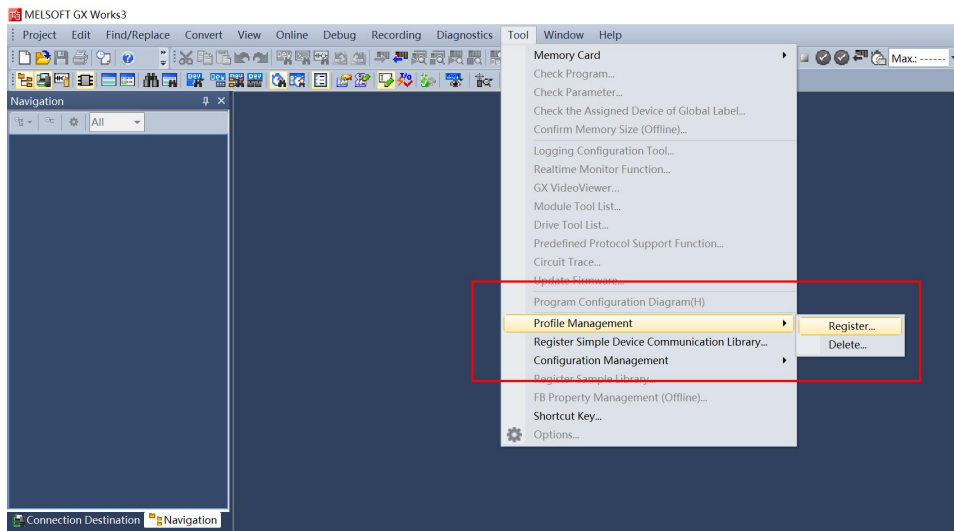 MELSOFT GX Works3
Project Edit Find/Replace Convert View Online Debug Recording Diagnostics Tool Window Help
Max.: ------
Navigation
All
Memory Card
Check Program...
Check Parameter...
Check the Assigned Device of Global Label...
Confirm Memory Size (Offline)...
Logging Configuration Tool...
Realtime Monitor Function...
GX VideoViewer...
Module Tool List...
Drive Tool List...
Predefined Protocol Support Function...
Circuit Trace...
Update Firmware...
Program Configuration Diagram(H)
Profile Management
Register...
Register Simple Device Communication Library...
Delete...
Configuration Management
Register Sample Library...
FB Property Management (Offline)...
Shortcut Key...
Options...
Connection Destination Navigation